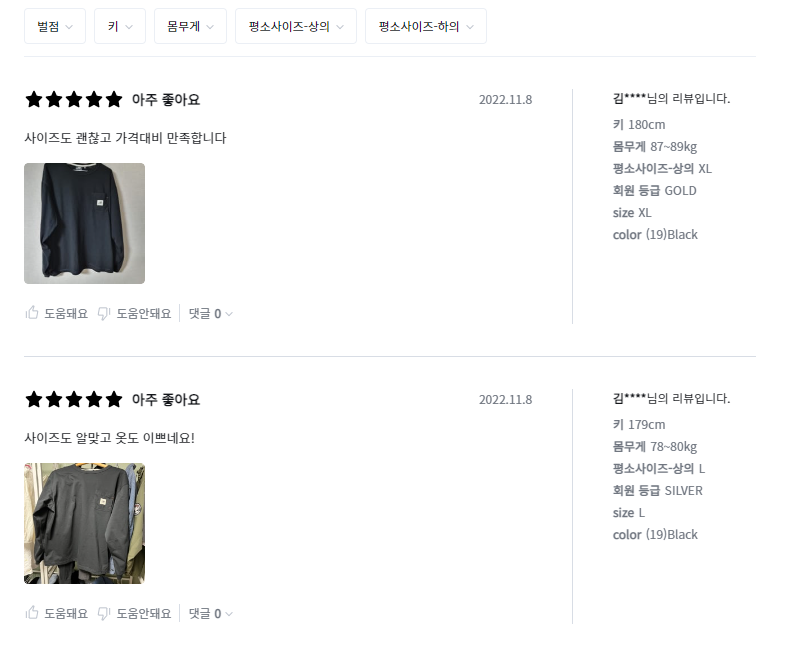 별점 키 몸무게 평소사이즈-상의 평소사이즈-하의
아주 좋아요 2022.11.8
사이즈도 괜찮고 가격대비 만족합니다
도움돼요 도움안돼요 댓글 0
김****님의 리뷰입니다.
키 180cm
몸무게 87~89kg
평소사이즈-상의 XL
회원 등급 GOLD
size XL
color (19)Black
아주 좋아요 2022.11.8
사이즈도 알맞고 옷도 이쁘네요!
도움돼요 도움안돼요 댓글 0
김****님의 리뷰입니다.
키 179cm
몸무게 78~80kg
평소사이즈-상의 L
회원 등급 SILVER
size L
color (19)Black